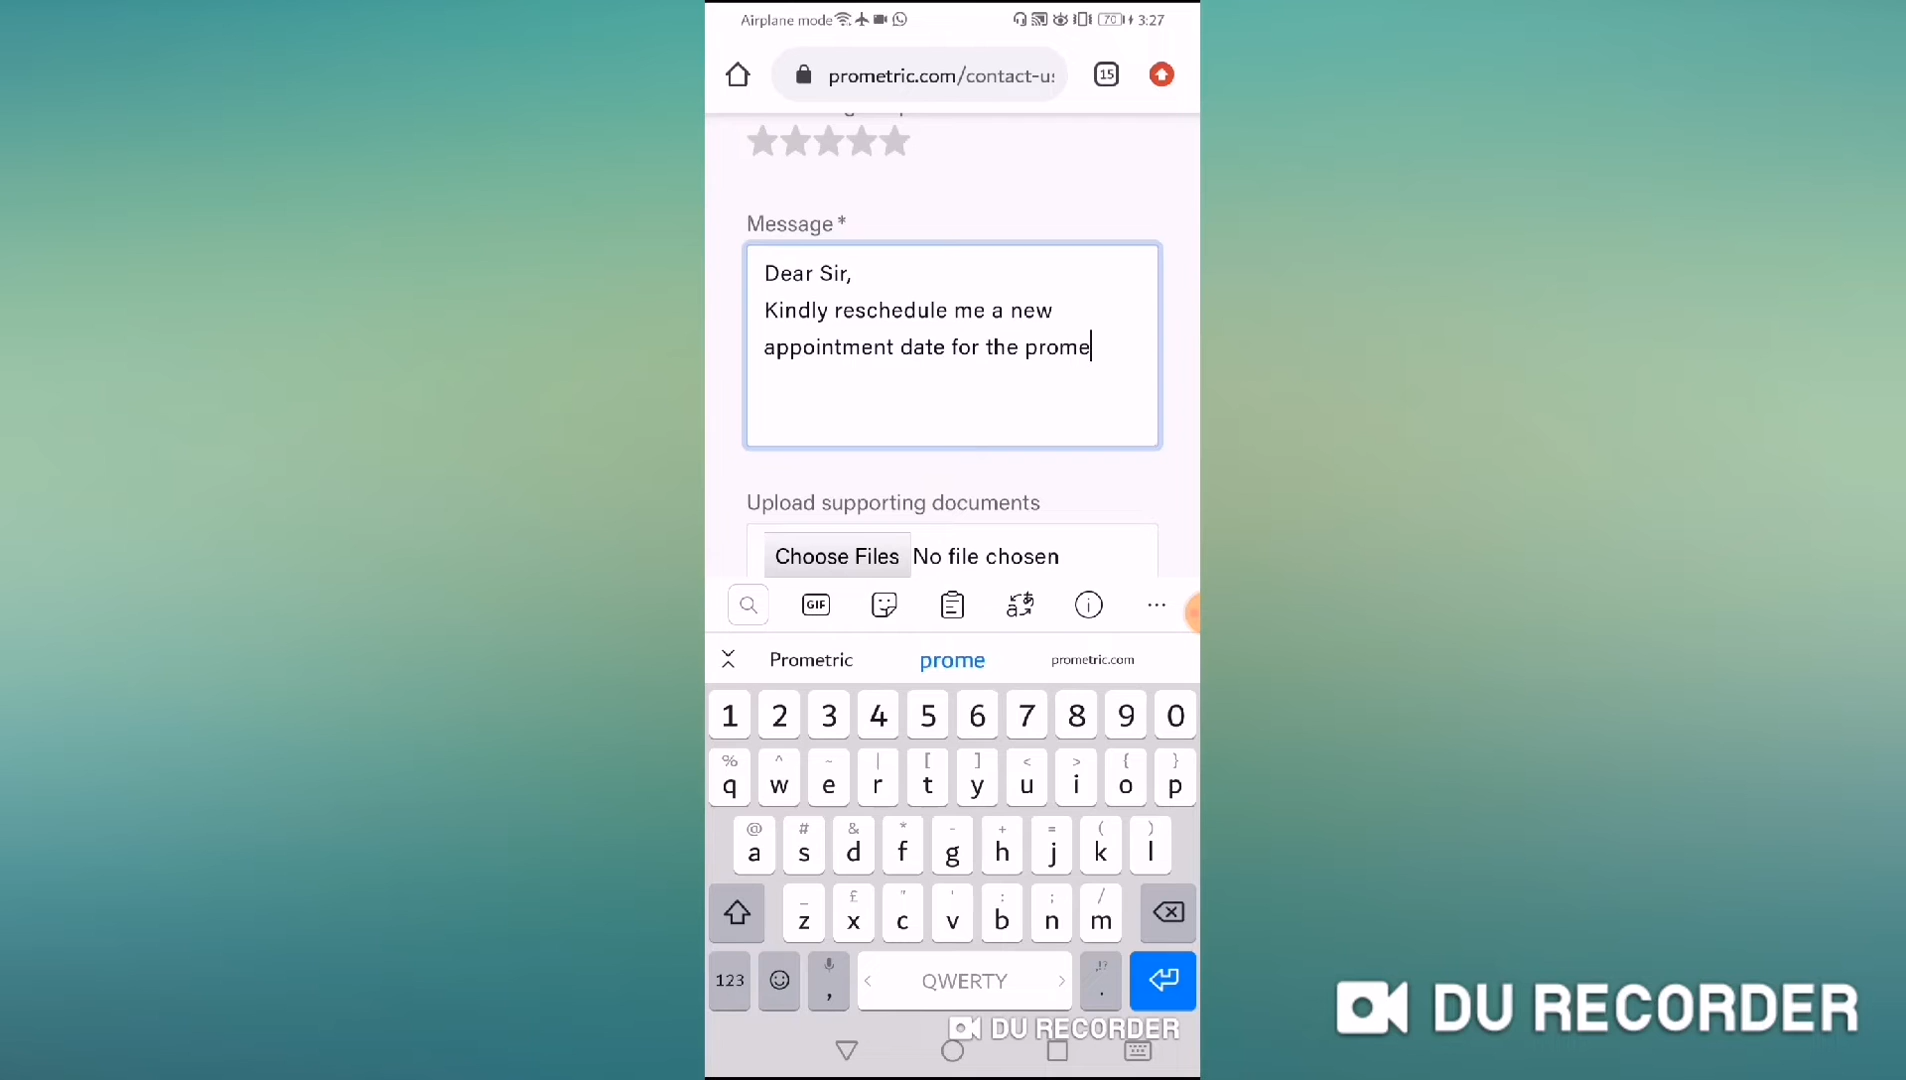 Airplane mode 70 3:27
prometric.com/contact-us 15
Message *
Dear Sir,
Kindly reschedule me a new
appointment date for the prome
Upload supporting documents
Choose Files No file chosen
GIF
Prometric prome prometric.com
1 2 3 4 5 6 7 8 9 0
% ^ ~ | [ ] < > { }
q w e r t y u i o p
@ # & * - + = ( )
a s d f g h j k l
_ £ " ' : ; /
z x c v b n m
123 , < QWERTY > ,!? .
DU RECORDER
DU RECORDER